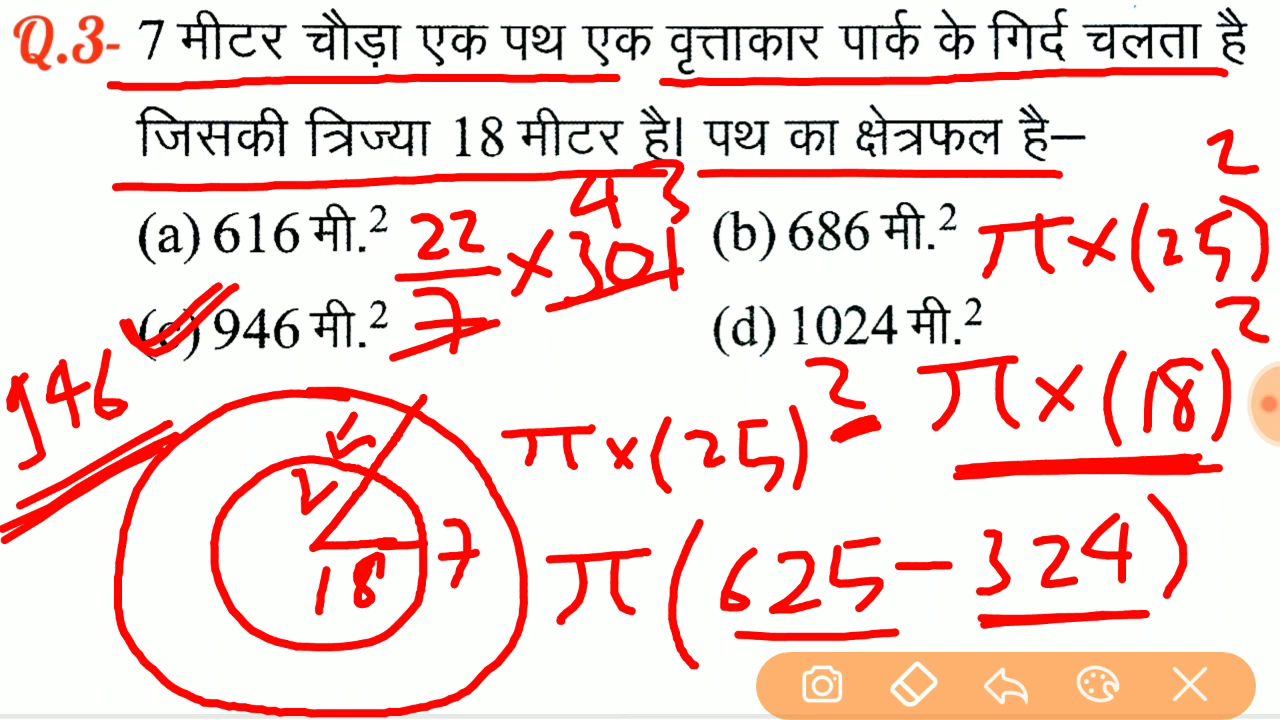 Q.3- 7 मीटर चौड़ा एक पथ एक वृत्ताकार पार्क के गिर्द चलता है
जिसकी त्रिज्या 18 मीटर है। पथ का क्षेत्रफल है–
(a) 616 मी.² (b) 686 मी.²
(c) 946 मी.² (d) 1024 मी.²
22/7 × 301
43
π × (25)²
π × (18)²
946
π × (25)²
18 7
π (625 – 324)